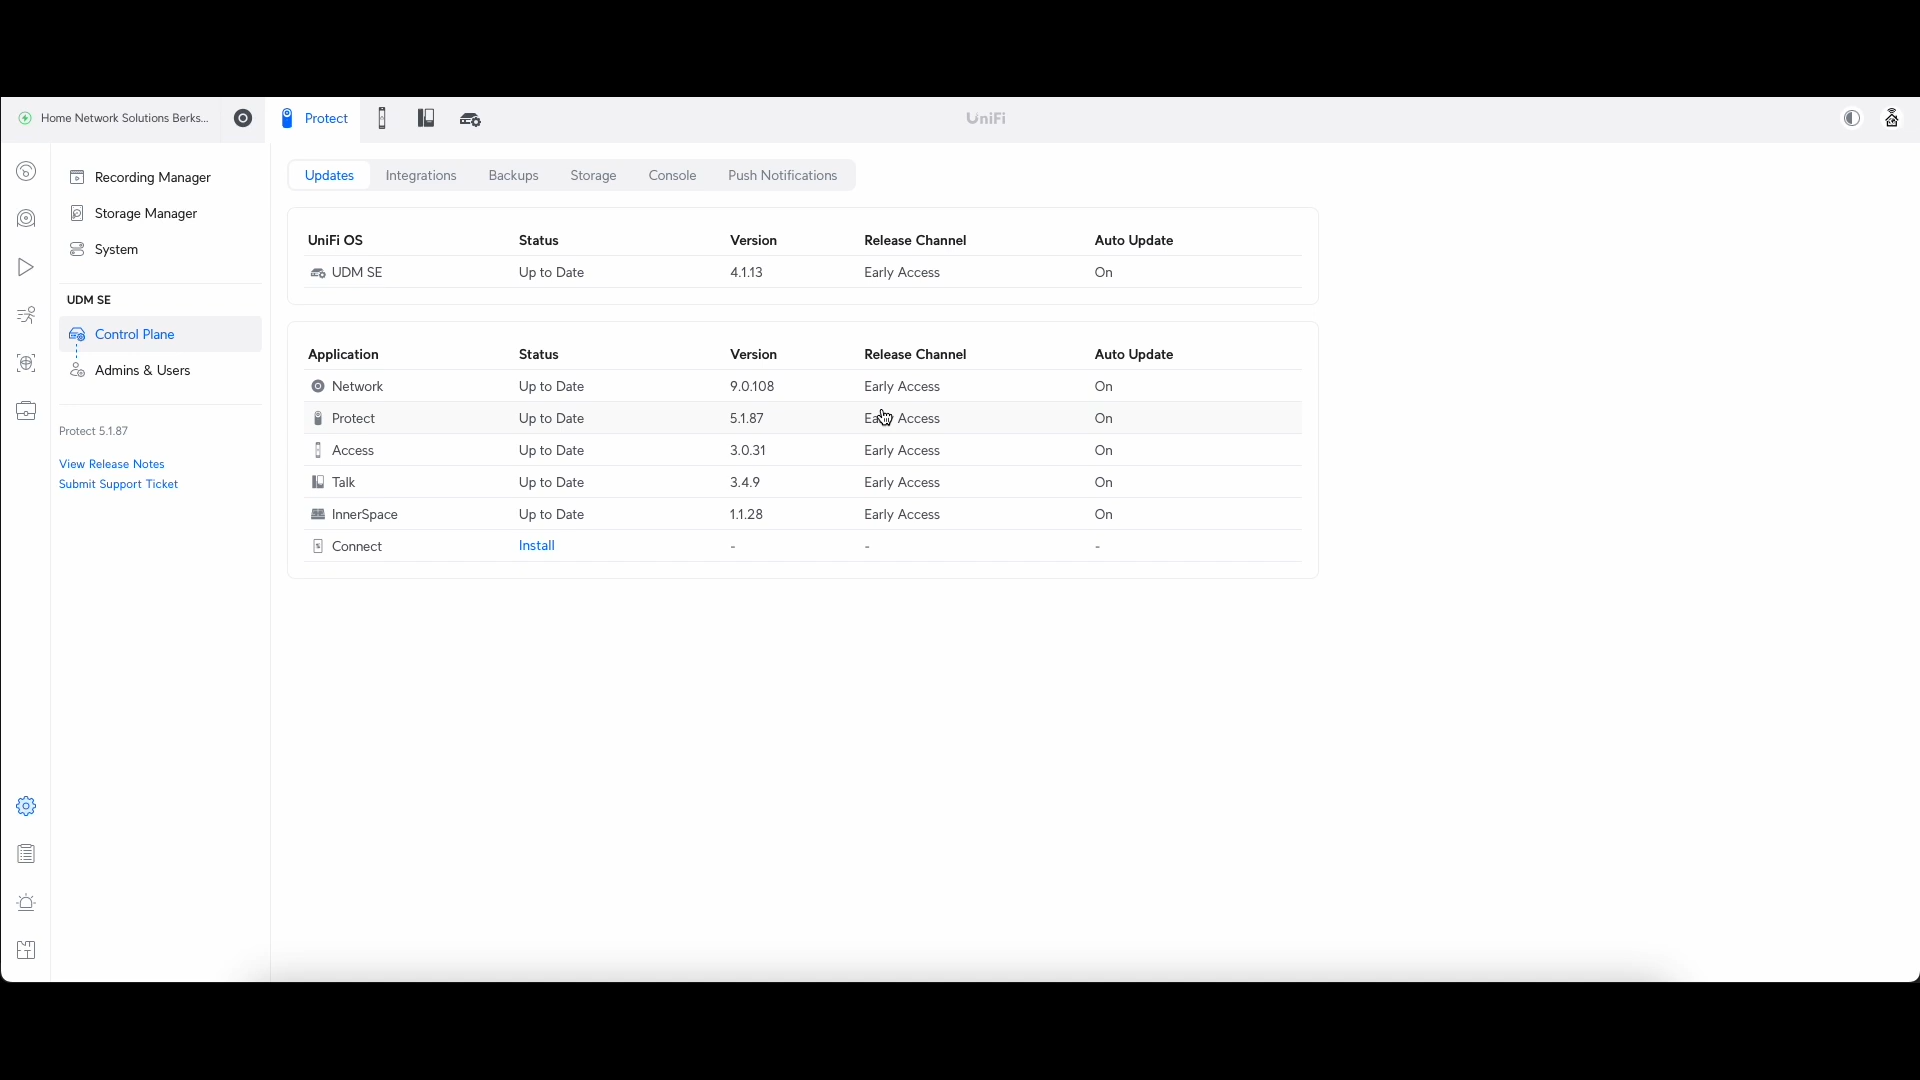 Home Network Solutions Berks...
Protect
UniFi
Recording Manager
Storage Manager
System
UDM SE
Control Plane
Admins & Users
Protect 5.1.87
View Release Notes
Submit Support Ticket
Updates Integrations Backups Storage Console Push Notifications
UniFi OS Status Version Release Channel Auto Update
UDM SE Up to Date 4.1.13 Early Access On
Application Status Version Release Channel Auto Update
Network Up to Date 9.0.108 Early Access On
Protect Up to Date 5.1.87 Early Access On
Access Up to Date 3.0.31 Early Access On
Talk Up to Date 3.4.9 Early Access On
InnerSpace Up to Date 1.1.28 Early Access On
Connect Install - - -